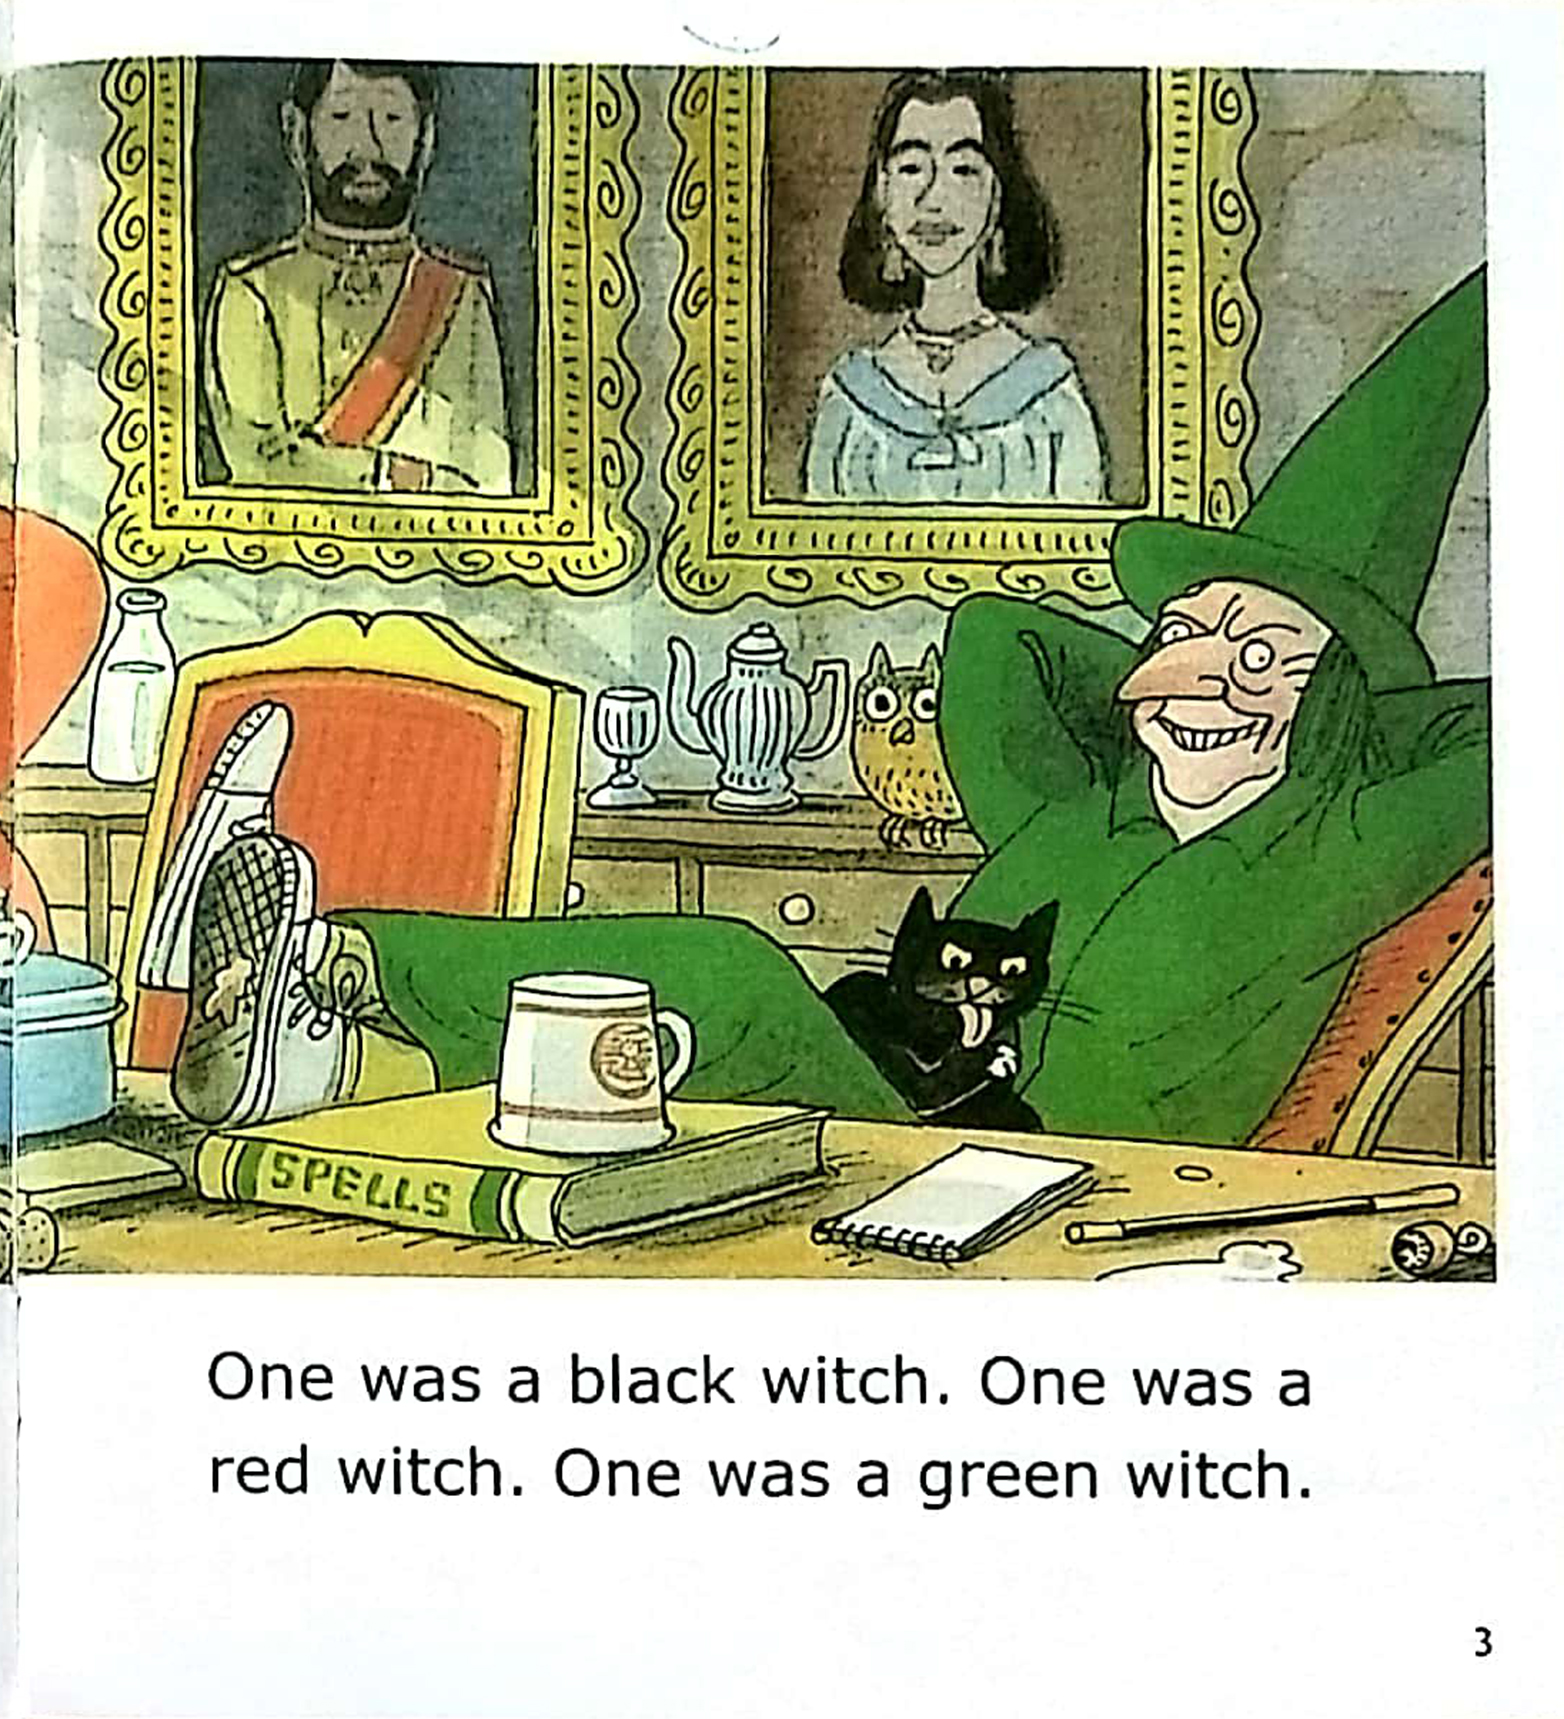 SPELLS
One was a black witch. One was a
red witch. One was a green witch.
3